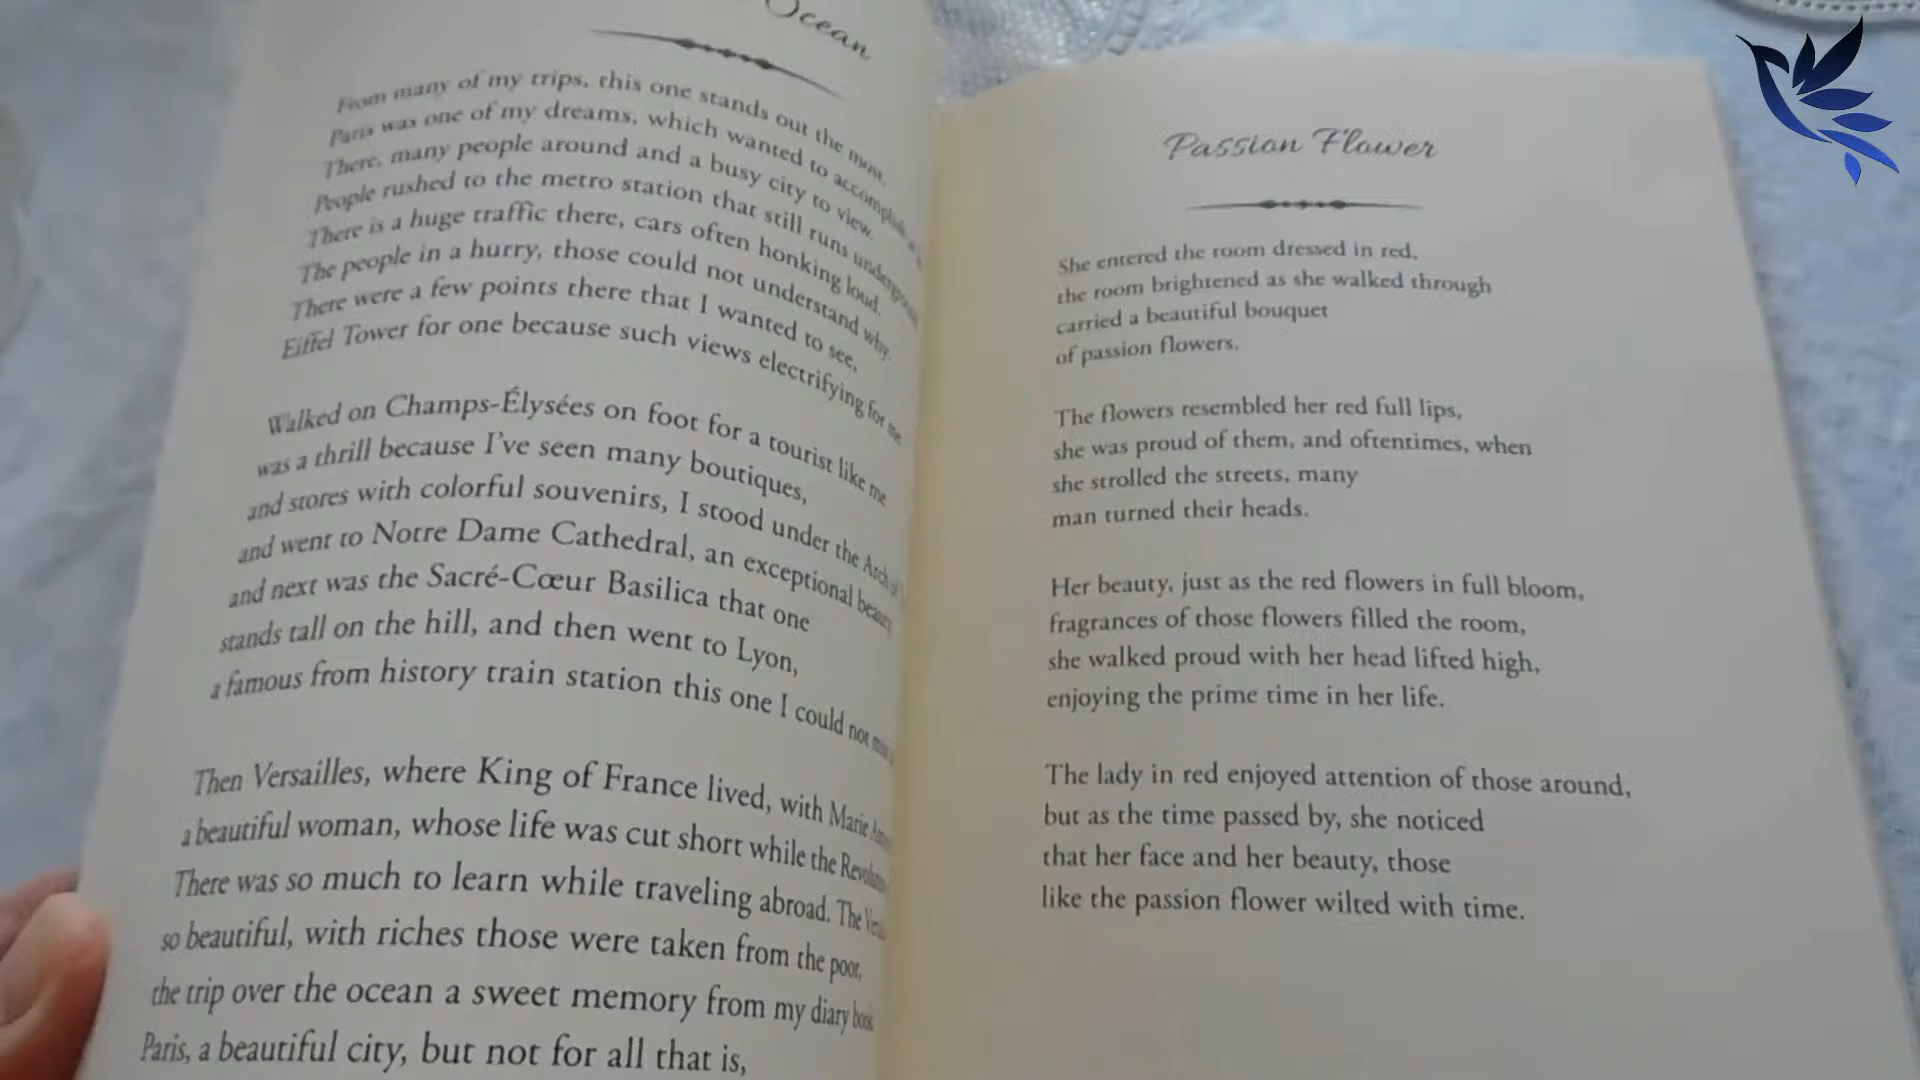 Ocean
From many of my trips, this one stands out the most.
Paris was one of my dreams, which wanted to accomplish
There, many people around and a busy city to view.
People rushed to the metro station that still runs underground
There is a huge traffic there, cars often honking loud.
The people in a hurry, those could not understand why.
There were a few points there that I wanted to see,
Eiffel Tower for one because such views electrifying for me
Walked on Champs-Élysées on foot for a tourist like me
was a thrill because I've seen many boutiques,
and stores with colorful souvenirs, I stood under the Arch of
and went to Notre Dame Cathedral, an exceptional beauty
and next was the Sacré-Cœur Basilica that one
stands tall on the hill, and then went to Lyon,
a famous from history train station this one I could not
Then Versailles, where King of France lived, with Marie
a beautiful woman, whose life was cut short while the
There was so much to learn while traveling abroad. The
so beautiful, with riches those were taken from the poor.
the trip over the ocean a sweet memory from my diary book
Paris, a beautiful city, but not for all that is,
Passion Flower
She entered the room dressed in red,
the room brightened as she walked through
carried a beautiful bouquet
of passion flowers.
The flowers resembled her red full lips,
she was proud of them, and oftentimes, when
she strolled the streets, many
man turned their heads.
Her beauty, just as the red flowers in full bloom,
fragrances of those flowers filled the room,
she walked proud with her head lifted high,
enjoying the prime time in her life.
The lady in red enjoyed attention of those around,
but as the time passed by, she noticed
that her face and her beauty, those
like the passion flower wilted with time.